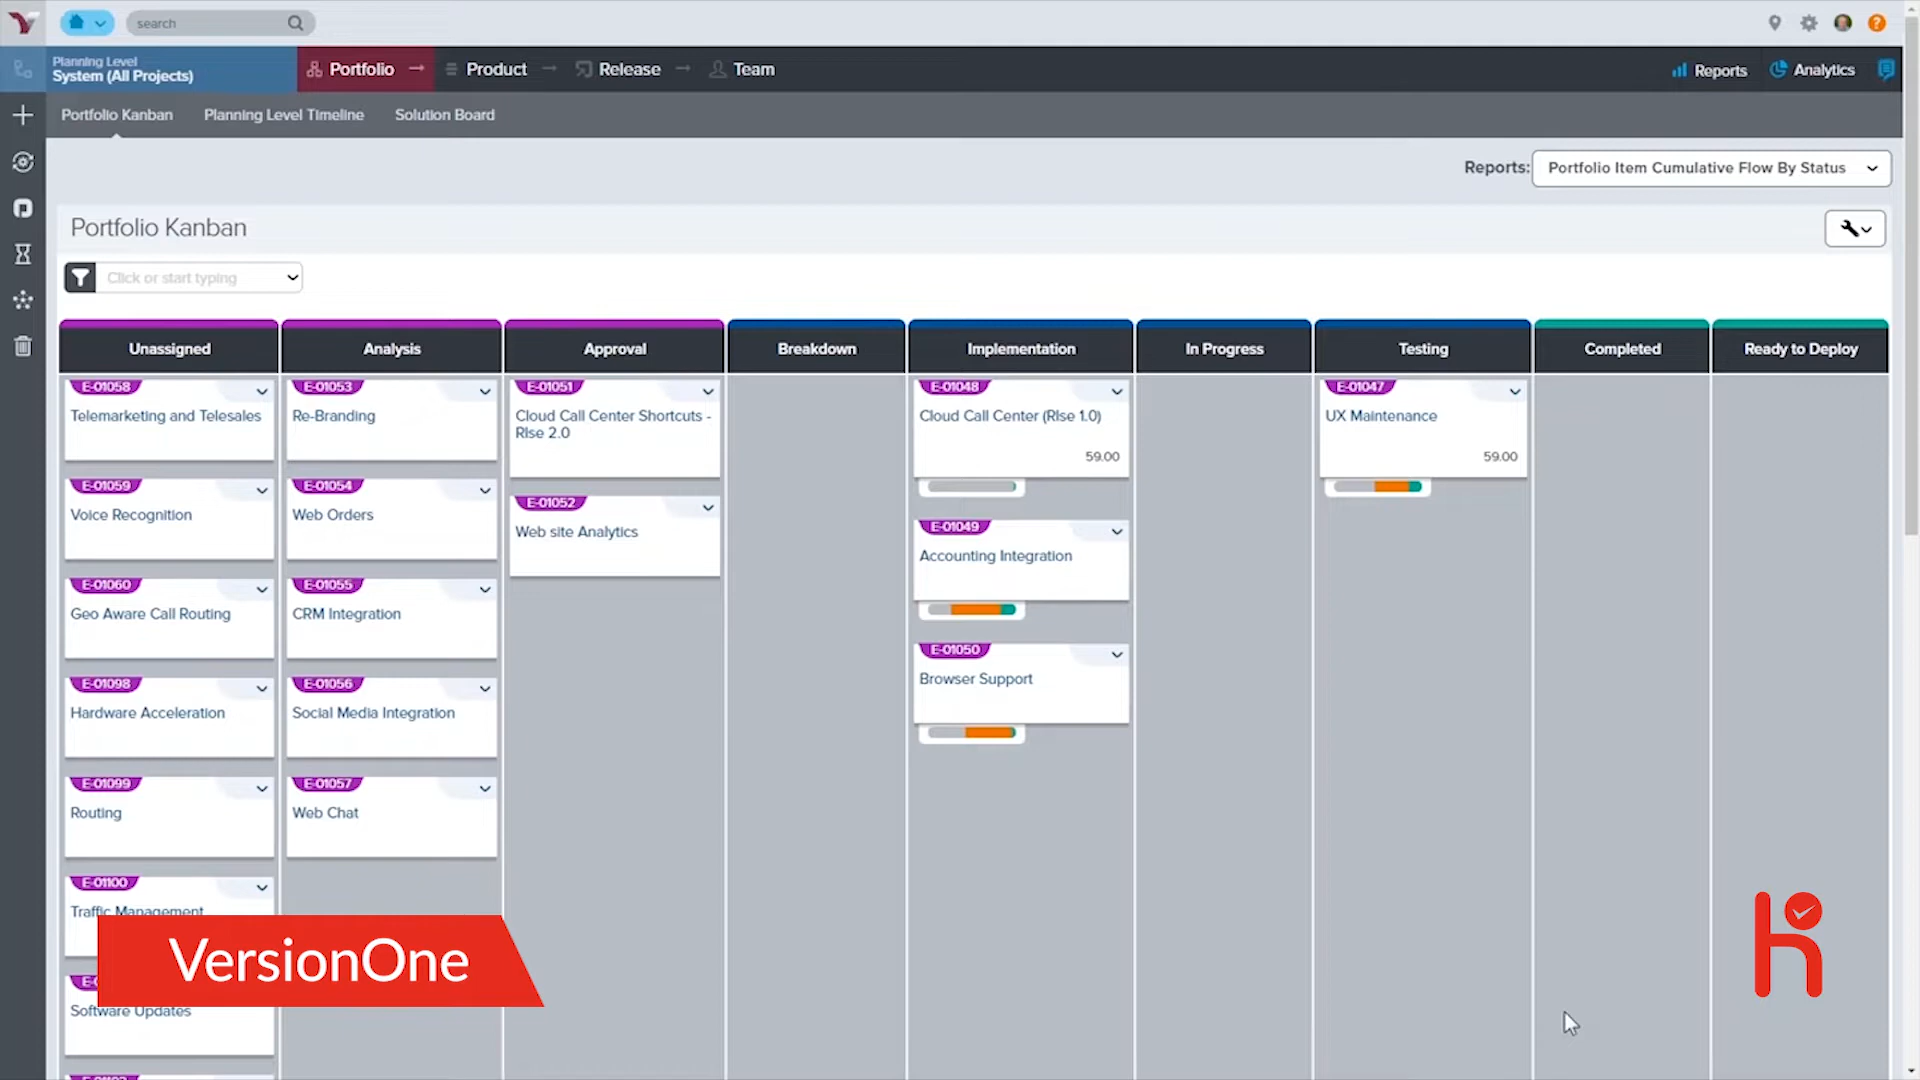 search
Planning Level
System (All Projects)
Portfolio
Product
Release
Team
Reports
Analytics
Portfolio Kanban
Planning Level Timeline
Solution Board
Reports:
Portfolio Item Cumulative Flow By Status
Portfolio Kanban
Click or start typing
Unassigned
Analysis
Approval
Breakdown
Implementation
In Progress
Testing
Completed
Ready to Deploy
E-01058
Telemarketing and Telesales
E-01059
Voice Recognition
E-01060
Geo Aware Call Routing
E-01098
Hardware Acceleration
E-01099
Routing
E-01100
Traffic Management
Software Updates
E-01053
Re-Branding
E-01054
Web Orders
E-01055
CRM Integration
E-01056
Social Media Integration
E-01057
Web Chat
E-01051
Cloud Call Center Shortcuts -
Rlse 2.0
E-01052
Web site Analytics
E-01048
Cloud Call Center (Rlse 1.0)
59.00
E-01049
Accounting Integration
E-01050
Browser Support
E-01047
UX Maintenance
59.00
VersionOne